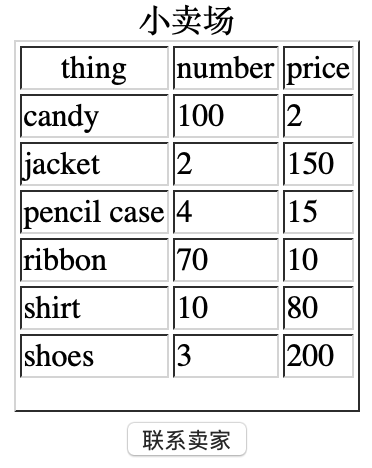 小卖场
thing number price
candy 100 2
jacket 2 150
pencil case 4 15
ribbon 70 10
shirt 10 80
shoes 3 200
联系卖家